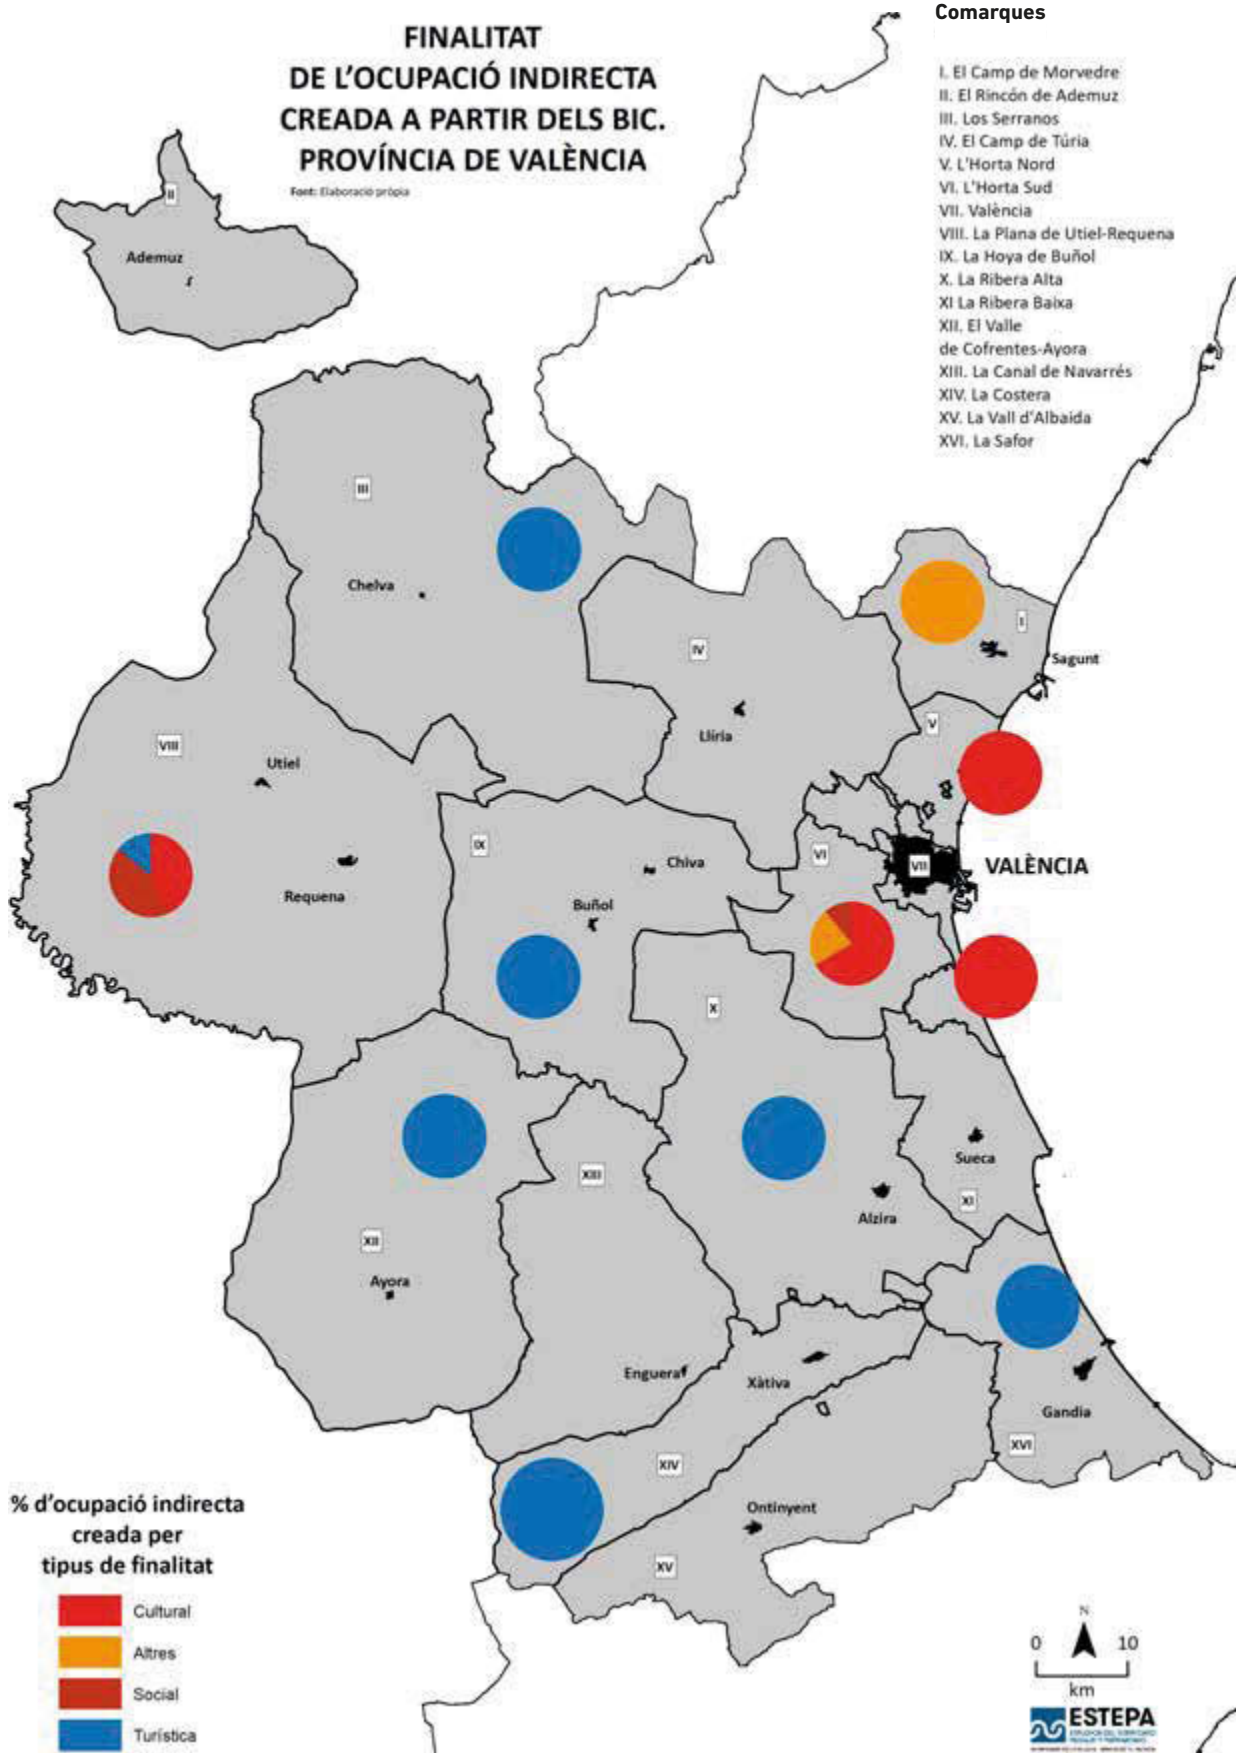 FINALITAT
DE L'OCUPACIÓ INDIRECTA
CREADA A PARTIR DELS BIC.
PROVÍNCIA DE VALÈNCIA
Font: Elaboració pròpia
Comarques
I. El Camp de Morvedre
II. El Rincón de Ademuz
III. Los Serranos
IV. El Camp de Túria
V. L'Horta Nord
VI. L'Horta Sud
VII. València
VIII. La Plana de Utiel-Requena
IX. La Hoya de Buñol
X. La Ribera Alta
XI La Ribera Baixa
XII. El Valle
de Cofrentes-Ayora
XIII. La Canal de Navarrés
XIV. La Costera
XV. La Vall d'Albaida
XVI. La Safor
II
Ademuz
III
Chelva
I
Sagunt
IV
Llíria
V
VIII
Utiel
Requena
IX
Chiva
Buñol
VI
VII
VALÈNCIA
X
Sueca
XI
Alzira
XIII
XII
Ayora
Enguera
Xàtiva
Gandia
XVI
XIV
Ontinyent
XV
% d'ocupació indirecta
creada per
tipus de finalitat
Cultural
Altres
Social
Turística
N
0 10
km
ESTEPA